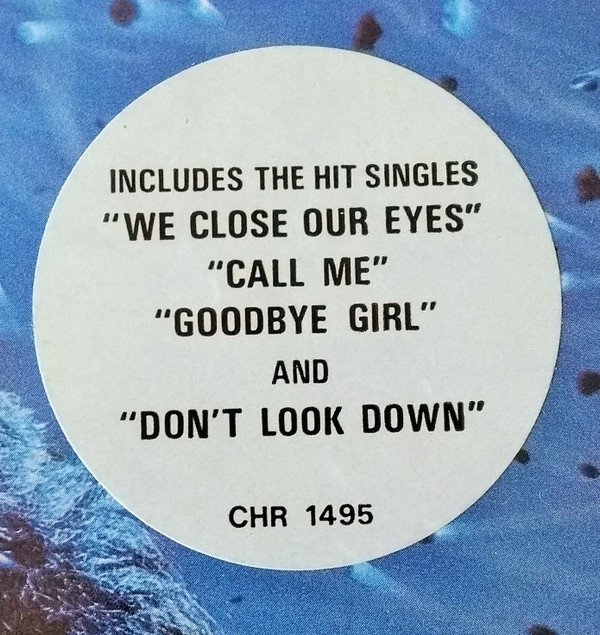 INCLUDES THE HIT SINGLES
"WE CLOSE OUR EYES"
"CALL ME"
"GOODBYE GIRL"
AND
"DON'T LOOK DOWN"
CHR 1495